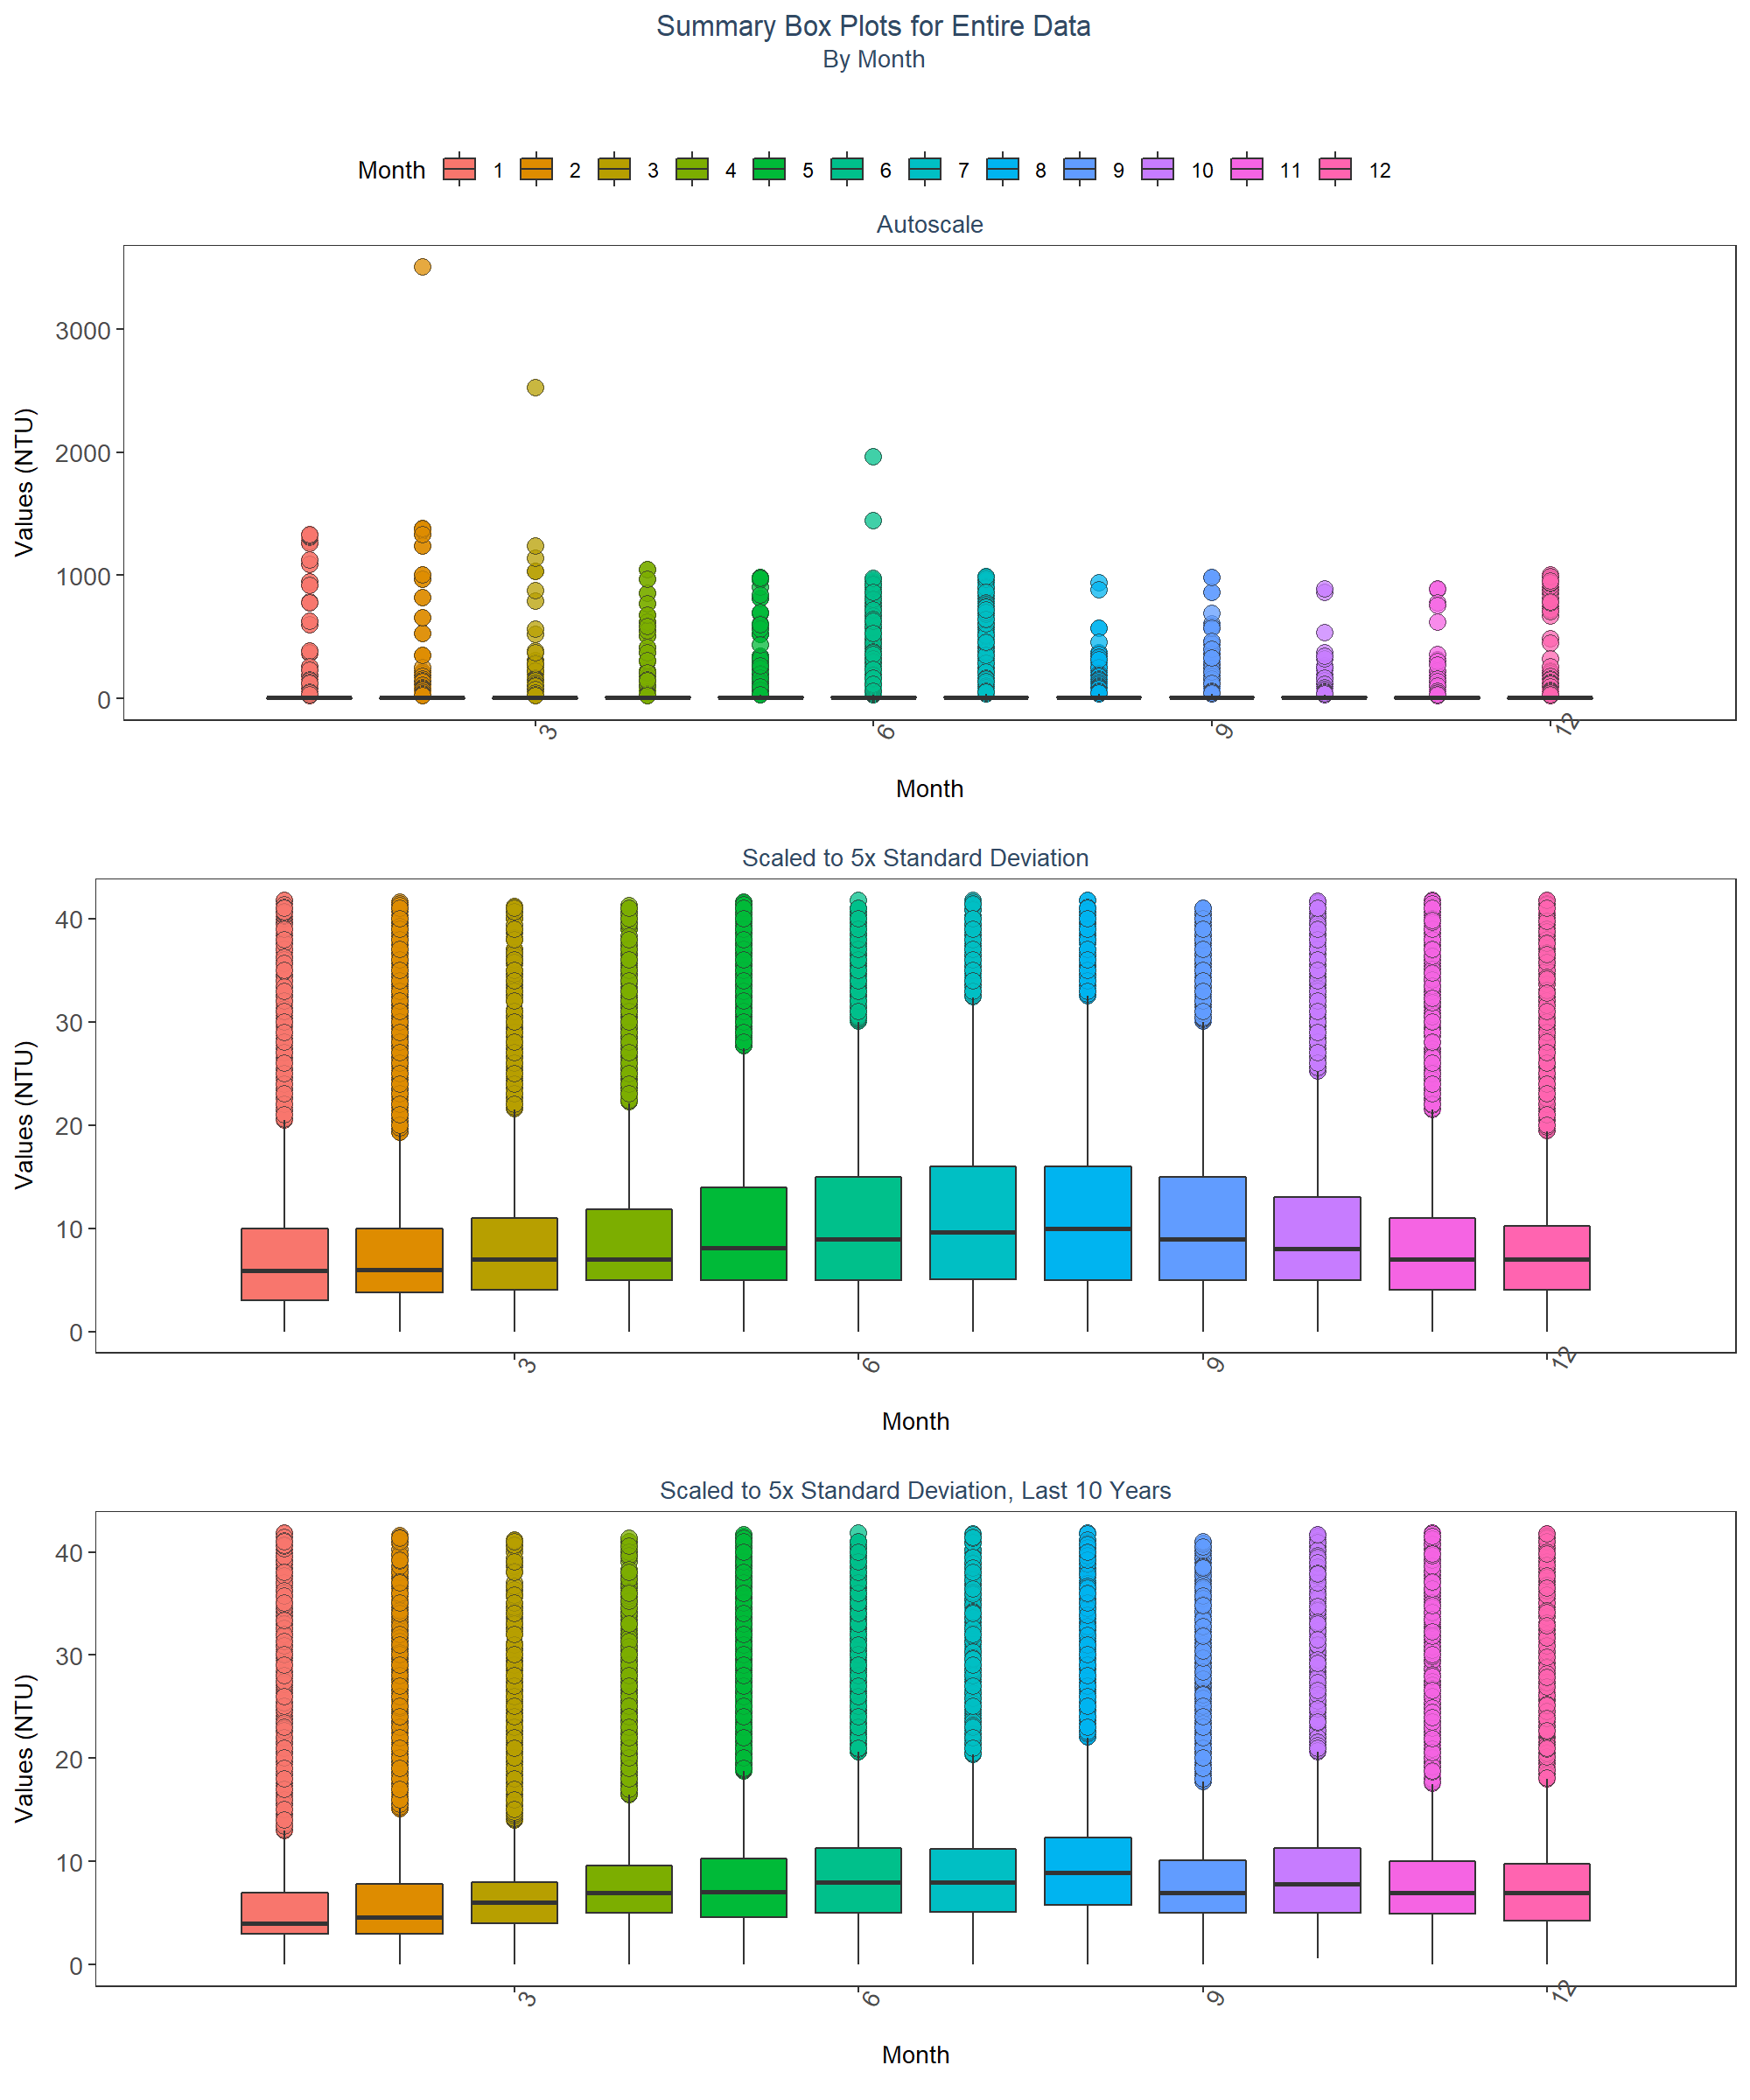 Summary Box Plots for Entire Data
By Month
Month 1 2 3 4 5 6 7 8 9 10 11 12
Autoscale
Values (NTU)
3000
2000
1000
0
3 6 9 12
Month
Scaled to 5x Standard Deviation
Values (NTU)
40
30
20
10
0
3 6 9 12
Month
Scaled to 5x Standard Deviation, Last 10 Years
Values (NTU)
40
30
20
10
0
3 6 9 12
Month